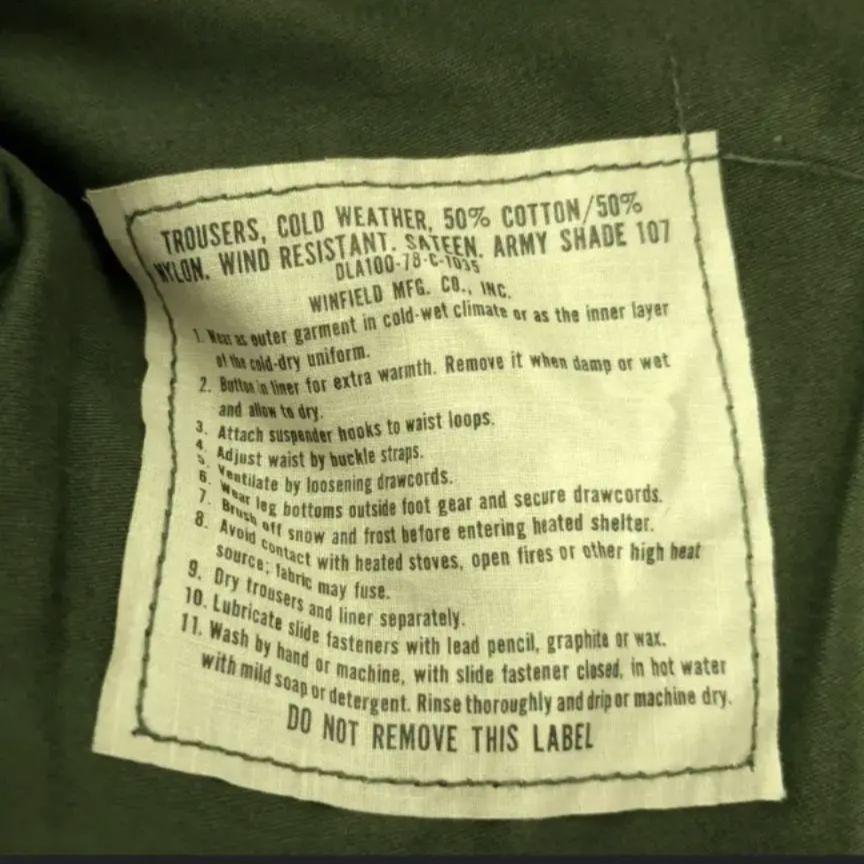 TROUSERS, COLD WEATHER, 50% COTTON/50%
NYLON, WIND RESISTANT. SATEEN. ARMY SHADE 107
DLA100-78-C-1035
WINFIELD MFG. CO., INC.
1. Wear as outer garment in cold-wet climate or as the inner layer
of the cold-dry uniform.
2. Button in liner for extra warmth. Remove it when damp or wet
and allow to dry.
3. Attach suspender hooks to waist loops.
4. Adjust waist by buckle straps.
5. Ventilate by loosening drawcords.
6. Wear leg bottoms outside foot gear and secure drawcords.
7. Brush off snow and frost before entering heated shelter.
8. Avoid contact with heated stoves, open fires or other high heat
source; fabric may fuse.
9. Dry trousers and liner separately.
10. Lubricate slide fasteners with lead pencil, graphite or wax.
11. Wash by hand or machine, with slide fastener closed, in hot water
with mild soap or detergent. Rinse thoroughly and drip or machine dry.
DO NOT REMOVE THIS LABEL